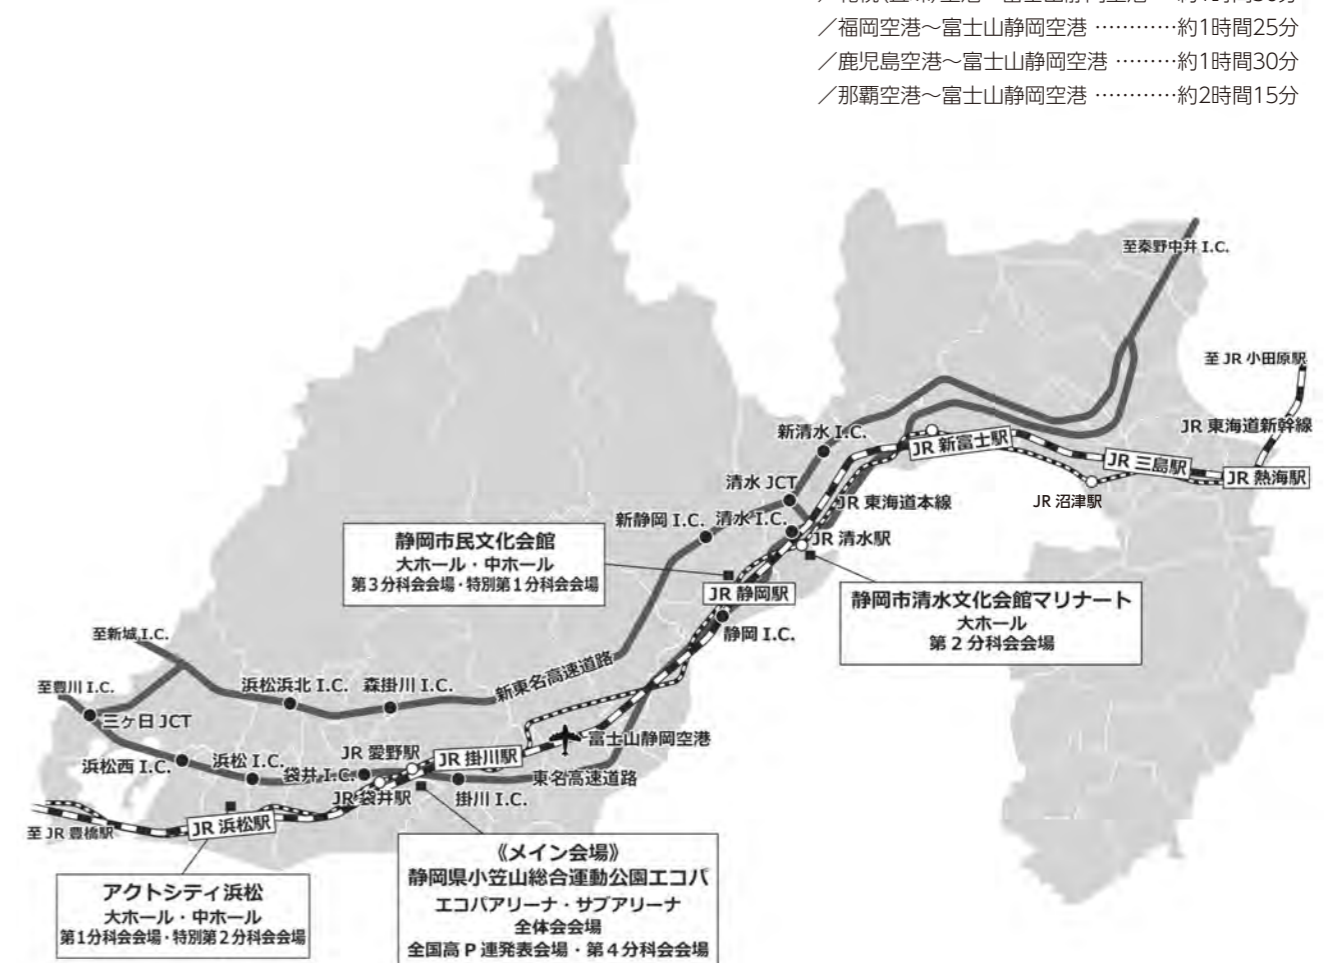 ／福岡空港～富士山静岡空港 …………約1時間25分
／鹿児島空港～富士山静岡空港 ………約1時間30分
／那覇空港～富士山静岡空港 …………約2時間15分
至秦野中井 I.C.
至 JR 小田原駅
JR 東海道新幹線
新清水 I.C.
JR 新富士駅
JR 三島駅
JR 熱海駅
清水 JCT
JR 東海道本線
JR 沼津駅
新静岡 I.C.
清水 I.C.
JR 清水駅
静岡市民文化会館
大ホール・中ホール
第3分科会会場・特別第1分科会会場
JR 静岡駅
静岡 I.C.
静岡市清水文化会館マリナート
大ホール
第 2 分科会会場
至新城 I.C.
至豊川 I.C.
浜松浜北 I.C.
森掛川 I.C.
新東名高速道路
三ヶ日 JCT
富士山静岡空港
JR 愛野駅
JR 掛川駅
浜松西 I.C.
浜松 I.C.
袋井 I.C.
東名高速道路
JR 袋井駅
掛川 I.C.
至 JR 豊橋駅
JR 浜松駅
アクトシティ浜松
大ホール・中ホール
第1分科会会場・特別第2分科会会場
《メイン会場》
静岡県小笠山総合運動公園エコパ
エコパアリーナ・サブアリーナ
全体会会場
全国高 P 連発表会場・第4分科会会場